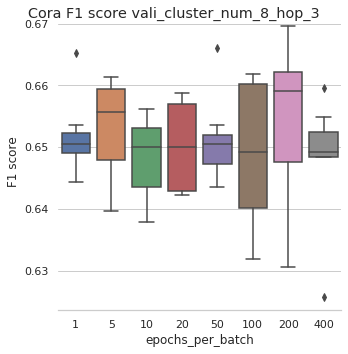 Cora F1 score vali_cluster_num_8_hop_3
0.67
0.66
0.65
0.64
0.63
F1 score
1 5 10 20 50 100 200 400
epochs_per_batch